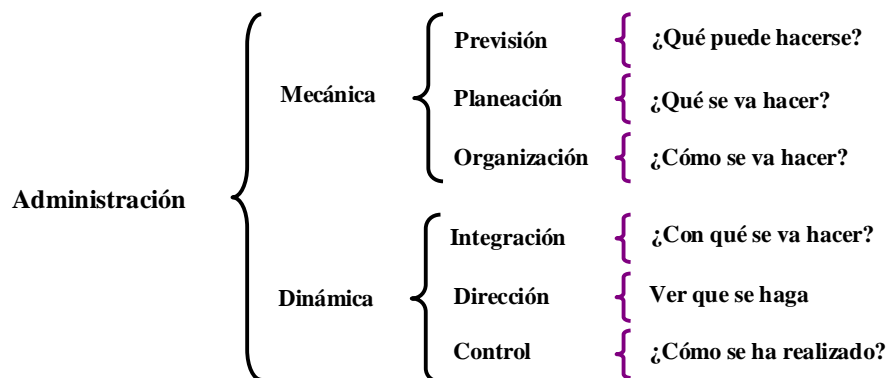 Administración
Mecánica
Previsión
¿Qué puede hacerse?
Planeación
¿Qué se va hacer?
Organización
¿Cómo se va hacer?
Dinámica
Integración
¿Con qué se va hacer?
Dirección
Ver que se haga
Control
¿Cómo se ha realizado?